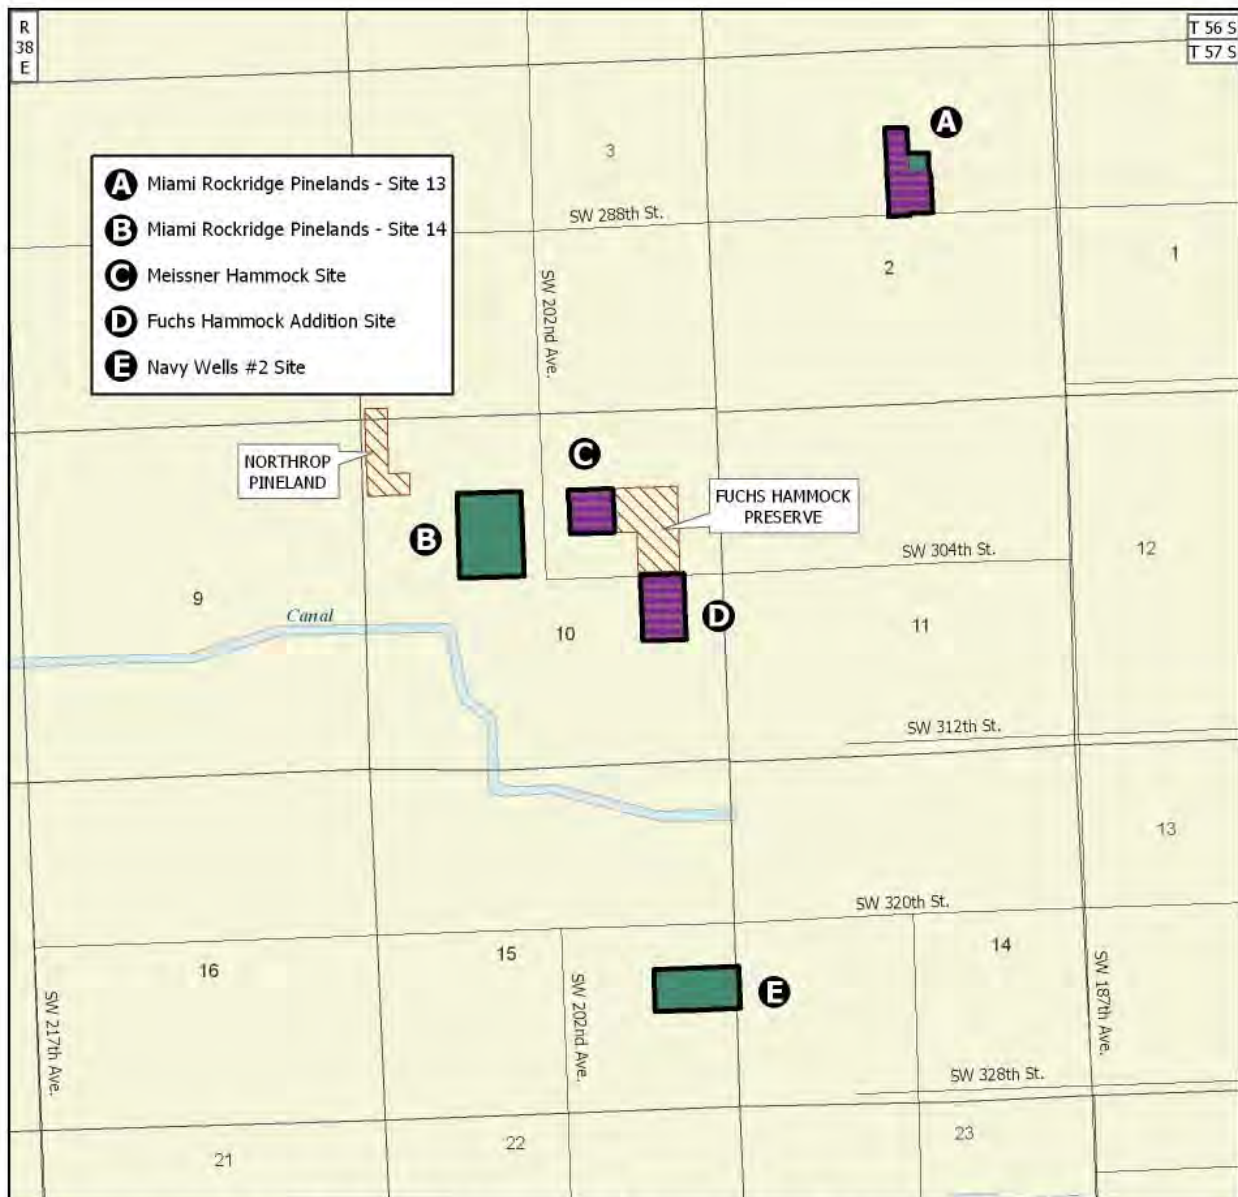 R
38
E
T 56 S
T 57 S
A
3
A Miami Rockridge Pinelands - Site 13
B Miami Rockridge Pinelands - Site 14
C Meissner Hammock Site
D Fuchs Hammock Addition Site
E Navy Wells #2 Site
SW 288th St.
2
1
SW 202nd Ave.
NORTHROP
PINELAND
C
FUCHS HAMMOCK
PRESERVE
B
SW 304th St.
12
9
Canal
10
D
11
SW 312th St.
13
SW 320th St.
16
15
14
SW 217th Ave.
SW 202nd Ave.
E
SW 187th Ave.
SW 328th St.
21
22
23